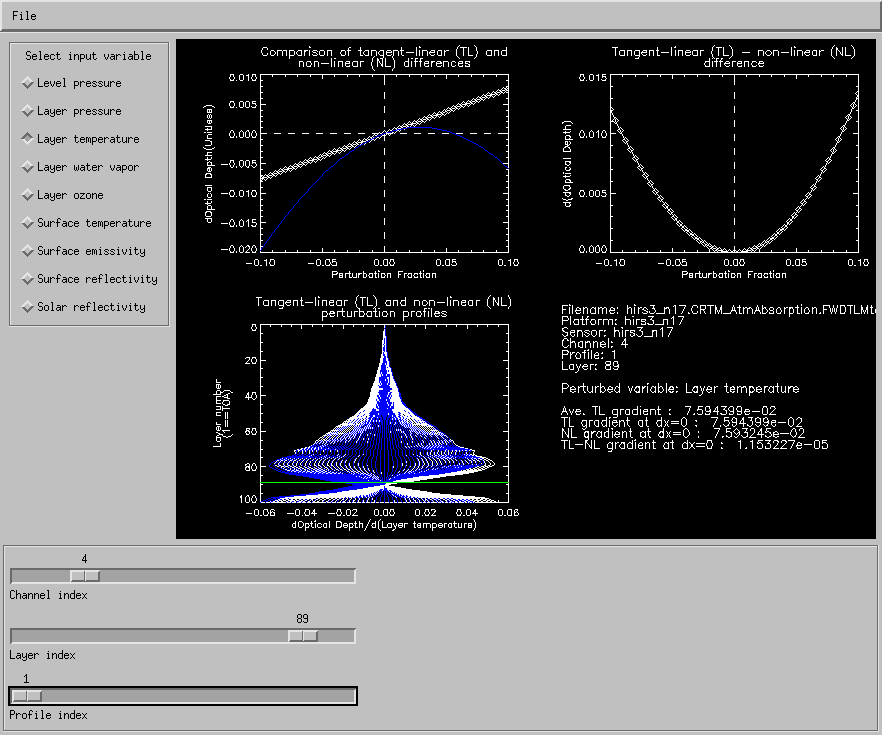 File
Select input variable
Level pressure
Layer pressure
Layer temperature
Layer water vapor
Layer ozone
Surface temperature
Surface emissivity
Surface reflectivity
Solar reflectivity
Comparison of tangent-linear (TL) and
non-linear (NL) differences
0.010
0.005
0.000
-0.005
-0.010
-0.015
-0.020
dOptical Depth(Unitless)
-0.10 -0.05 0.00 0.05 0.10
Perturbation Fraction
Tangent-linear (TL) - non-linear (NL)
difference
0.015
0.010
0.005
0.000
d(dOptical Depth)
-0.10 -0.05 0.00 0.05 0.10
Perturbation Fraction
Tangent-linear (TL) and non-linear (NL)
perturbation profiles
0
20
40
60
80
100
Layer number
(1==TOA)
-0.06 -0.04 -0.02 0.00 0.02 0.04 0.06
dOptical Depth/d(Layer temperature)
Filename: hirs3_n17.CRTM_AtmAbsorption.FWDTLMto
Platform: hirs3_n17
Sensor: hirs3_n17
Channel: 4
Profile: 1
Layer: 89
Perturbed variable: Layer temperature
Ave. TL gradient : 7.594399e-02
TL gradient at dx=0 : 7.594399e-02
NL gradient at dx=0 : 7.593245e-02
TL-NL gradient at dx=0 : 1.153227e-05
4
Channel index
89
Layer index
1
Profile index